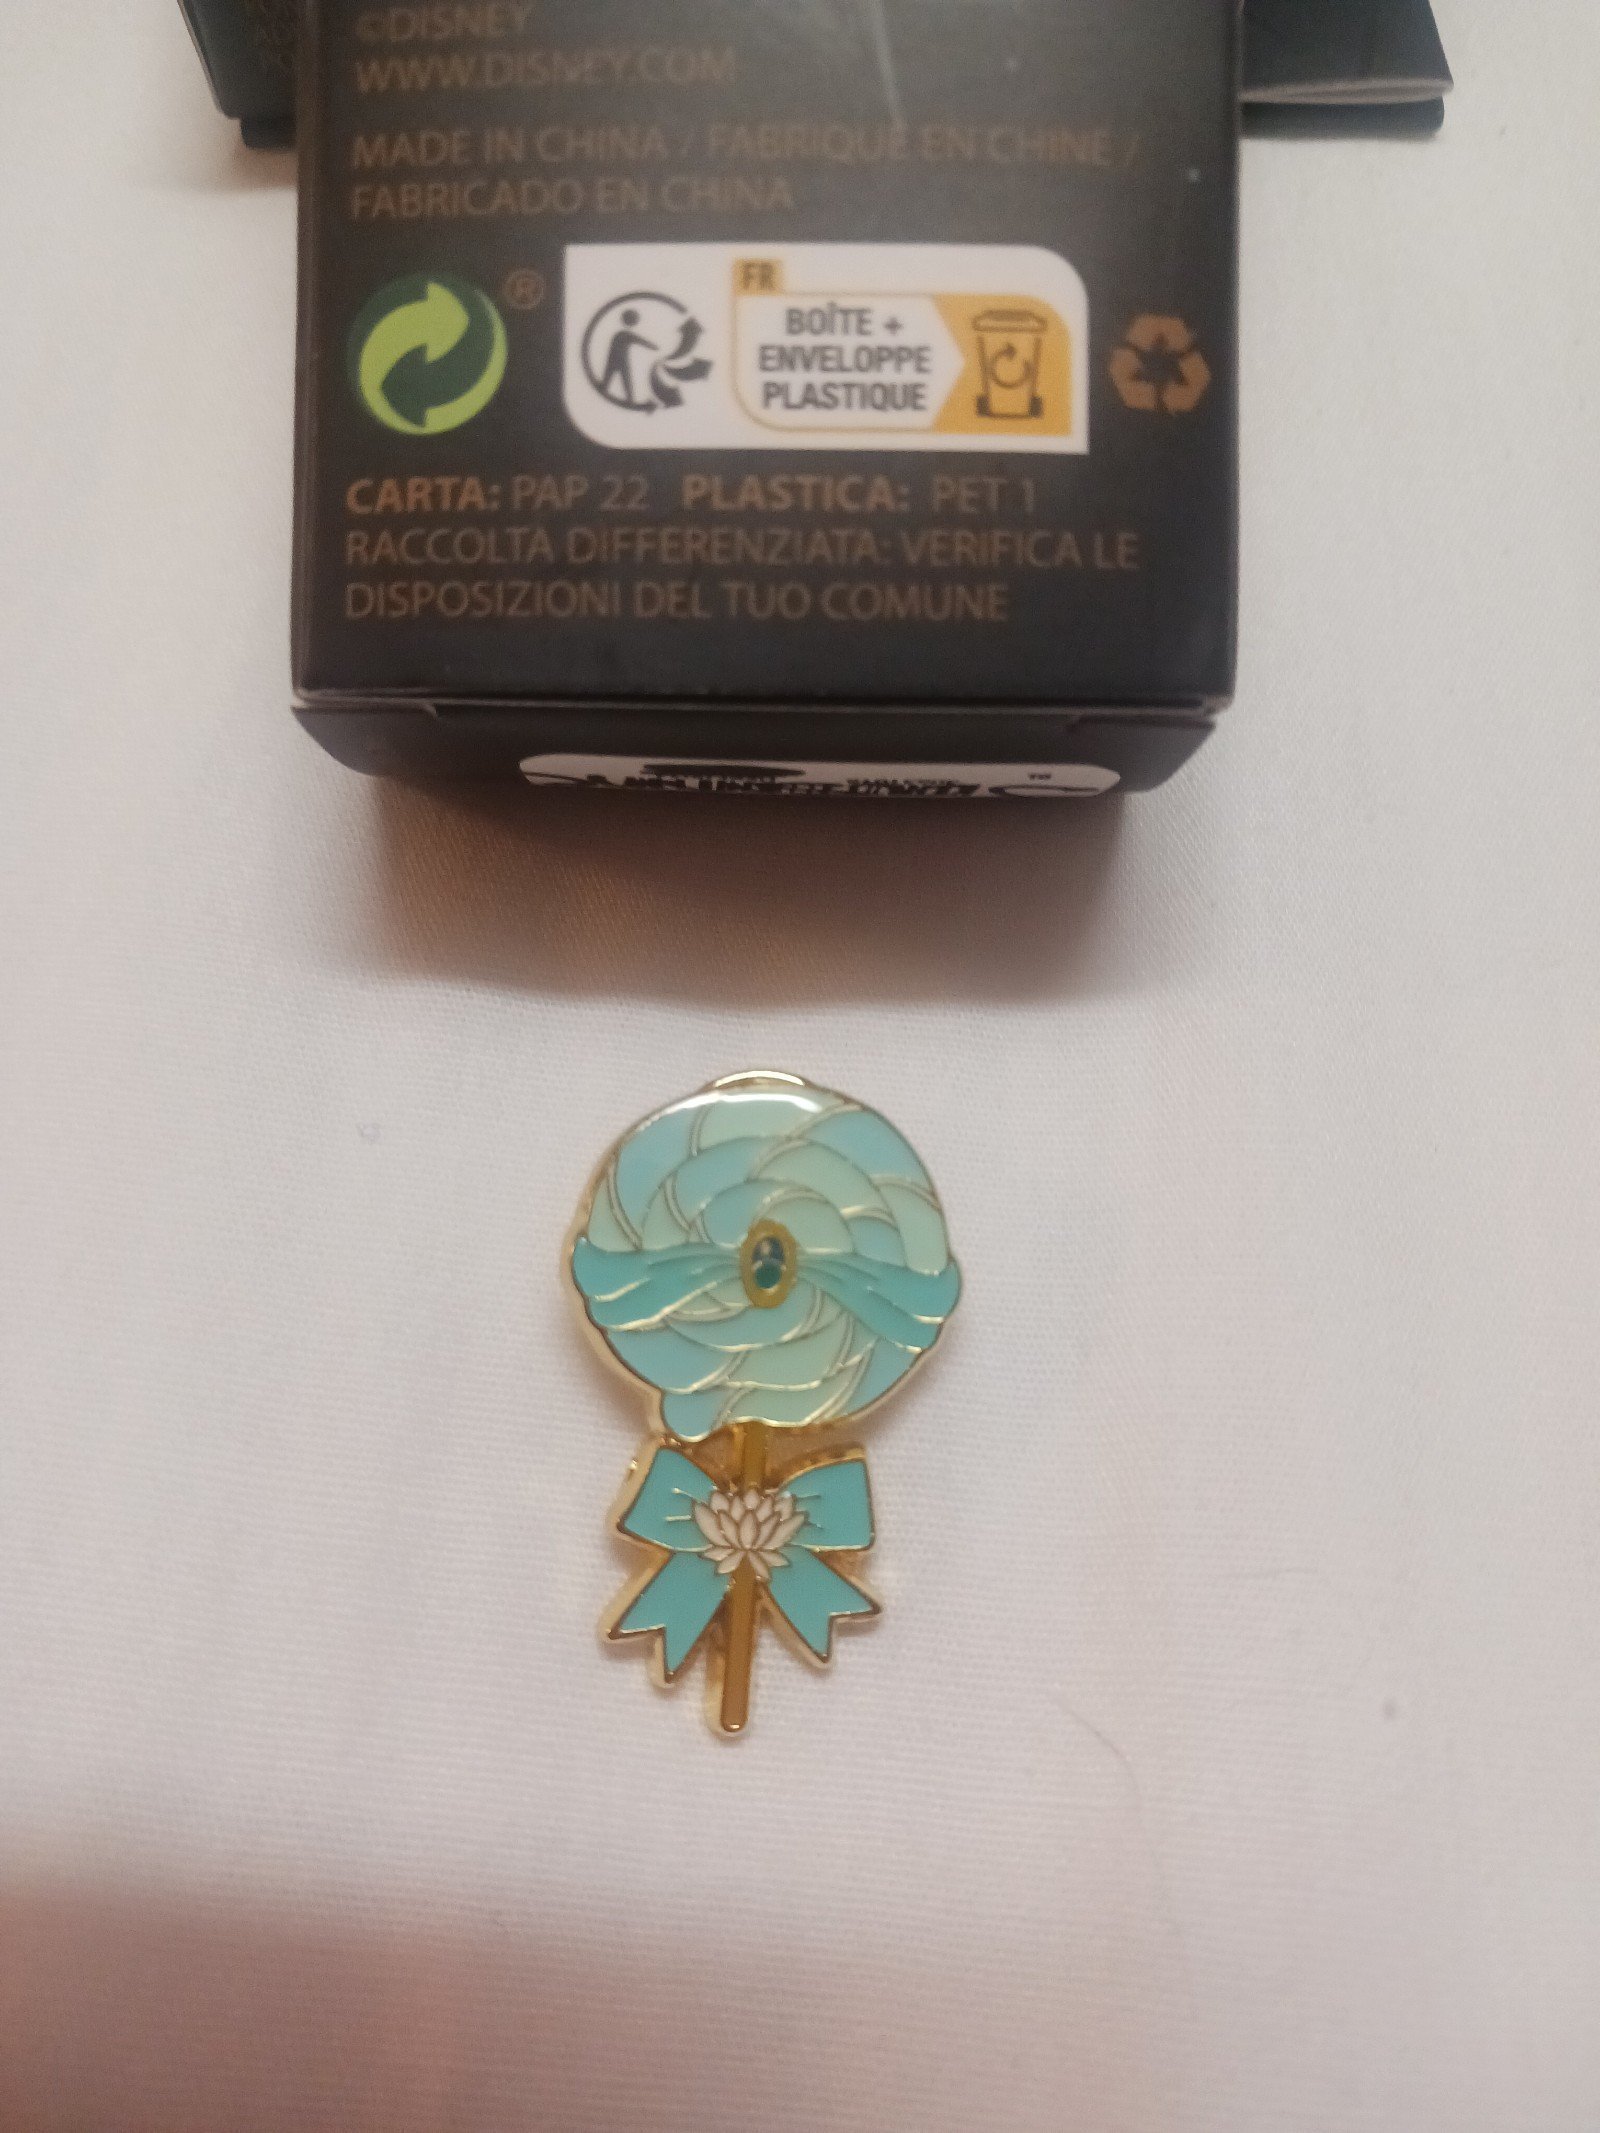 ©DISNEY
WWW.DISNEY.COM
MADE IN CHINA / FABRIQUÉ EN CHINE /
FABRICADO EN CHINA
®
FR
BOÎTE +
ENVELOPPE
PLASTIQUE
CARTA: PAP 22 PLASTICA: PET 1
RACCOLTA DIFFERENZIATA: VERIFICA LE
DISPOSIZIONI DEL TUO COMUNE
TM